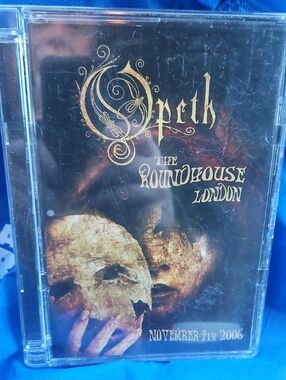 Opeth
THE
ROUNDHOUSE
LONDON
NOVEMBER 9TH 2006